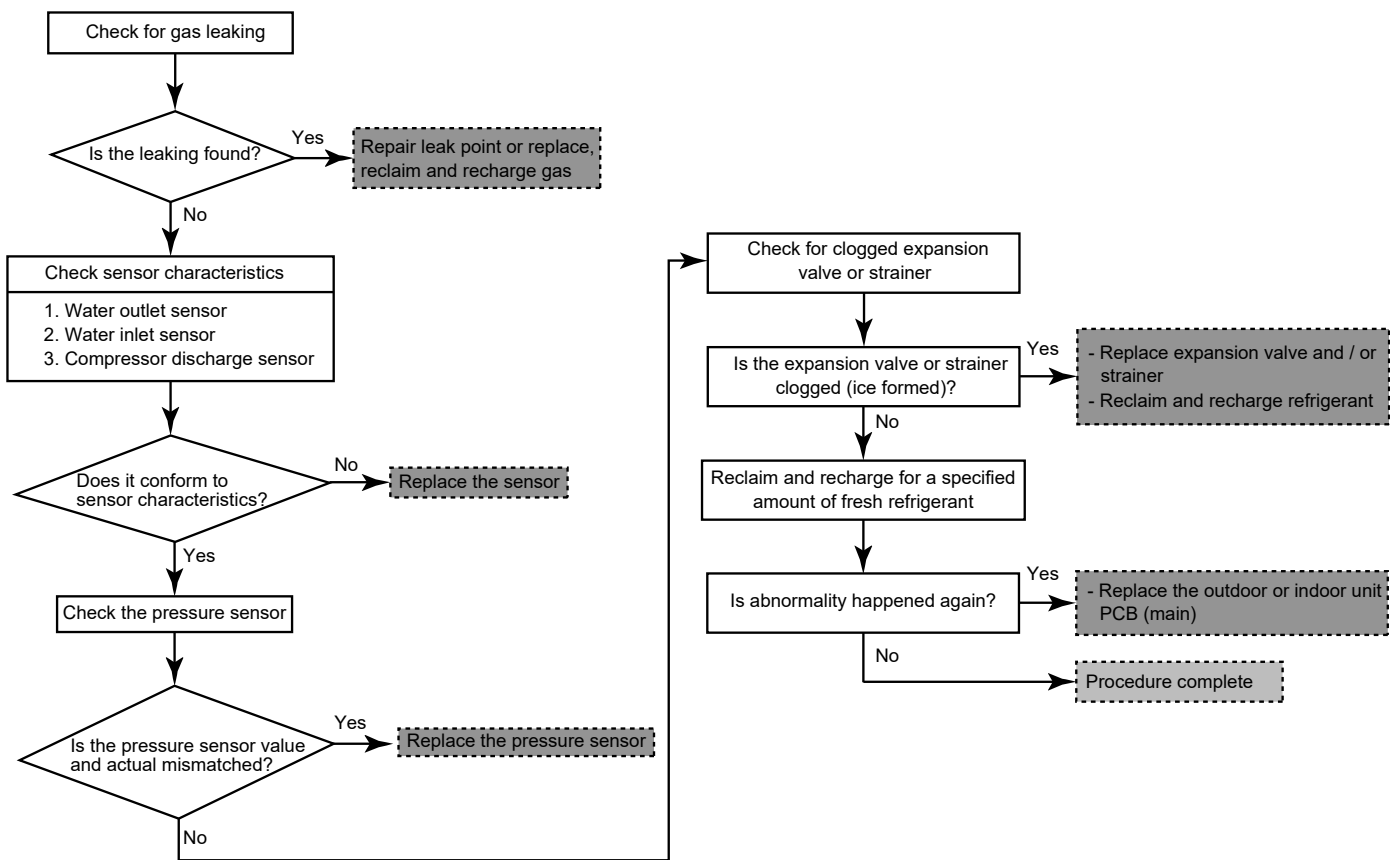 Check for gas leaking
Is the leaking found?
Yes
Repair leak point or replace,
reclaim and recharge gas
No
Check sensor characteristics
1. Water outlet sensor
2. Water inlet sensor
3. Compressor discharge sensor
Does it conform to
sensor characteristics?
No
Replace the sensor
Yes
Check the pressure sensor
Is the pressure sensor value
and actual mismatched?
Yes
Replace the pressure sensor
No
Check for clogged expansion
valve or strainer
Is the expansion valve or strainer
clogged (ice formed)?
Yes
- Replace expansion valve and / or
strainer
- Reclaim and recharge refrigerant
No
Reclaim and recharge for a specified
amount of fresh refrigerant
Is abnormality happened again?
Yes
- Replace the outdoor or indoor unit
PCB (main)
No
Procedure complete